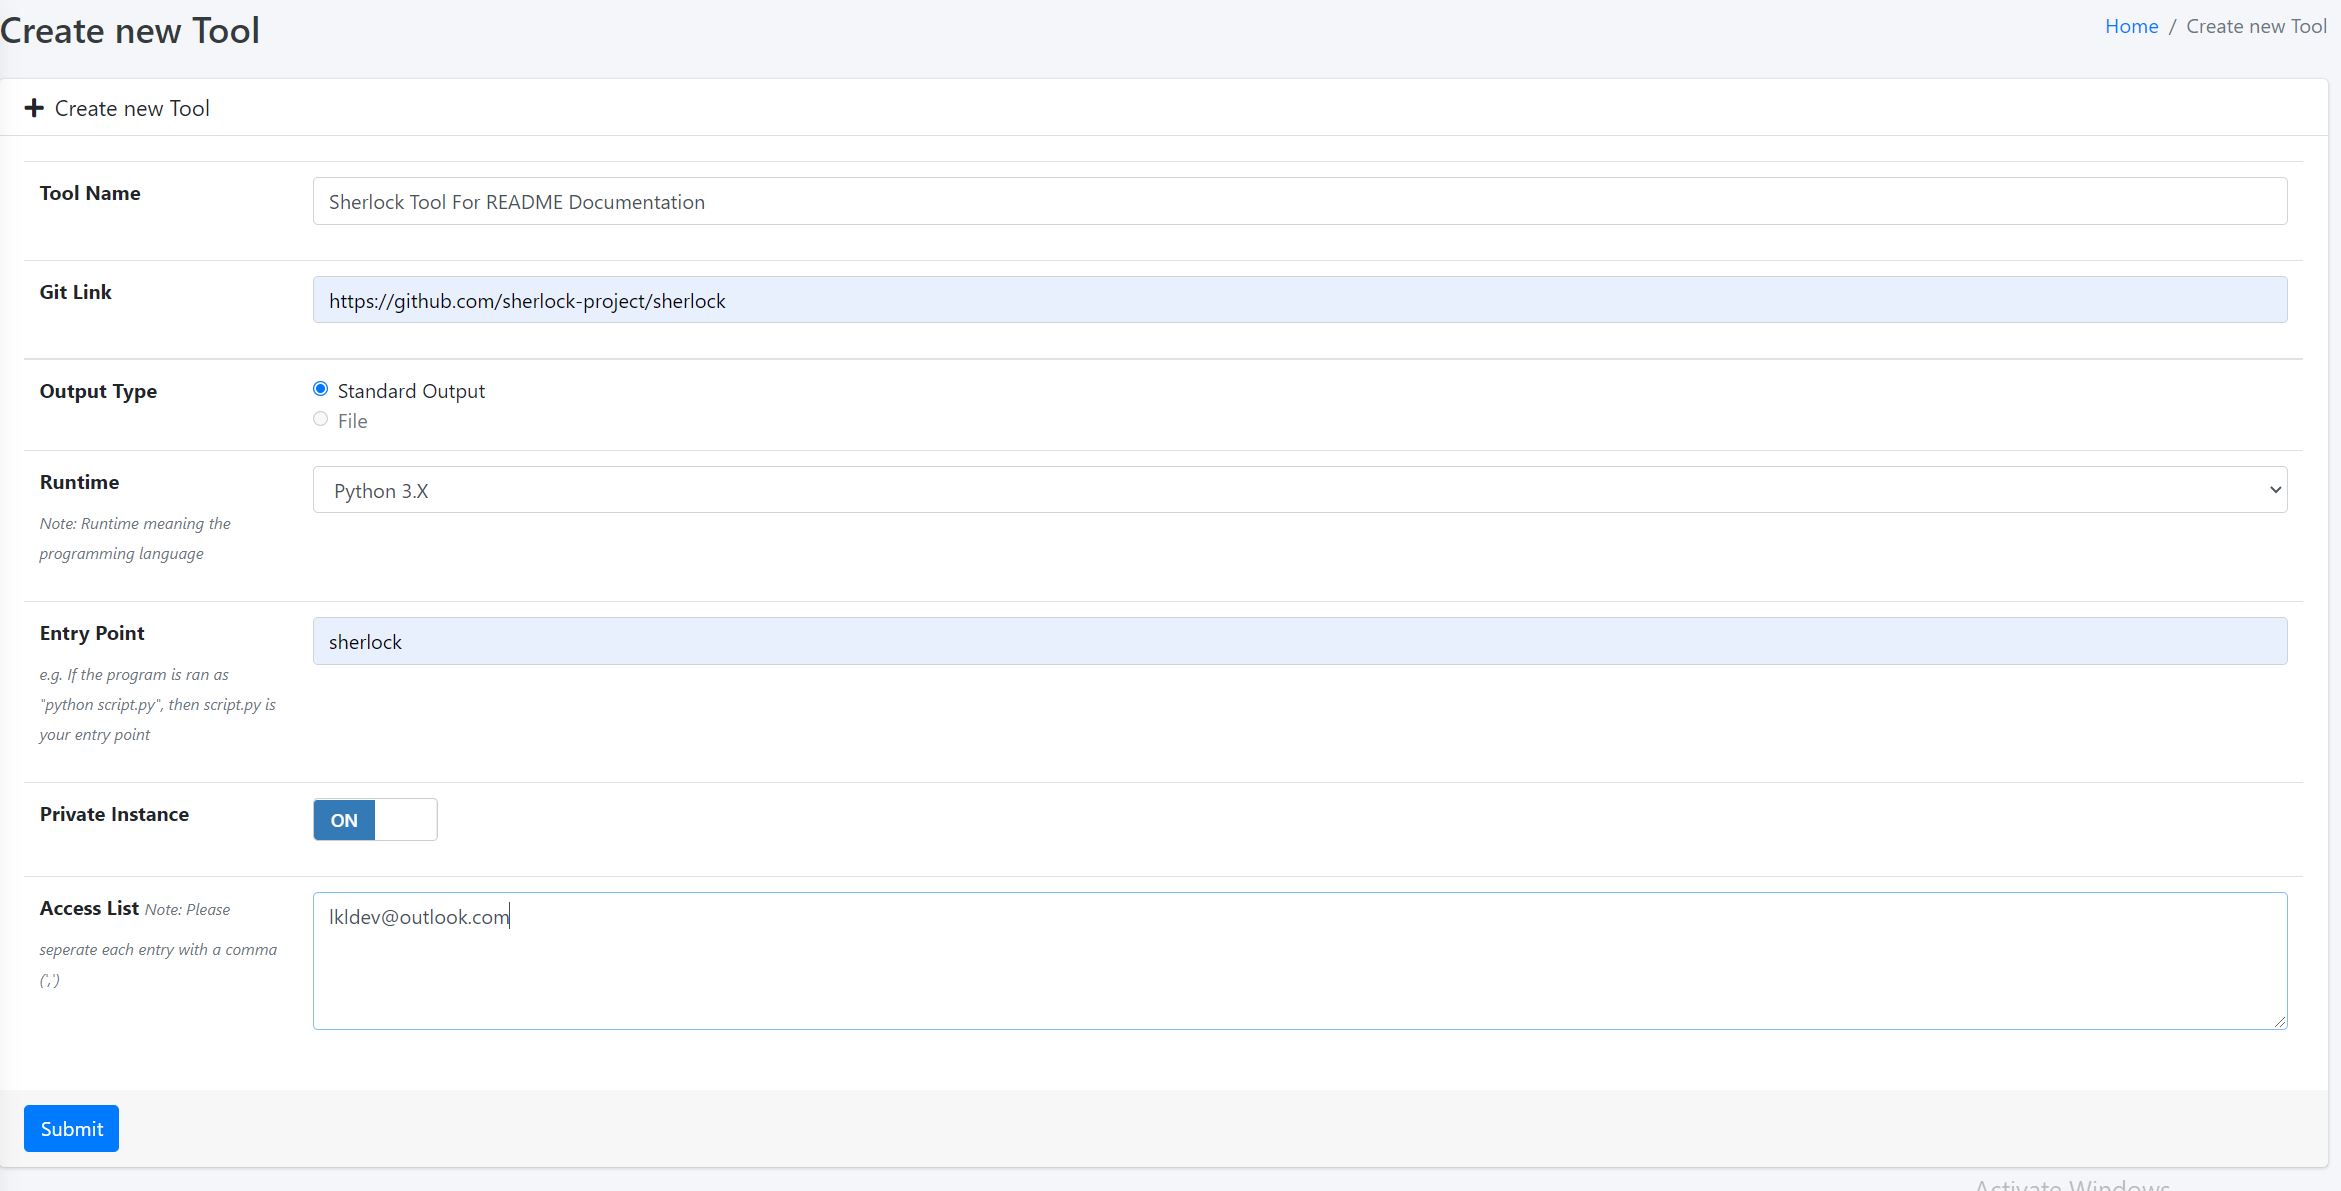 Create new Tool
Home / Create new Tool
Create new Tool
Tool Name
Sherlock Tool For README Documentation
Git Link
https://github.com/sherlock-project/sherlock
Output Type
Standard Output
File
Runtime
Python 3.X
Note: Runtime meaning the
programming language
Entry Point
sherlock
e.g. If the program is ran as
"python script.py", then script.py is
your entry point
Private Instance
ON
Access List Note: Please
lkldev@outlook.com
seperate each entry with a comma
(',')
Submit
Activate Windows